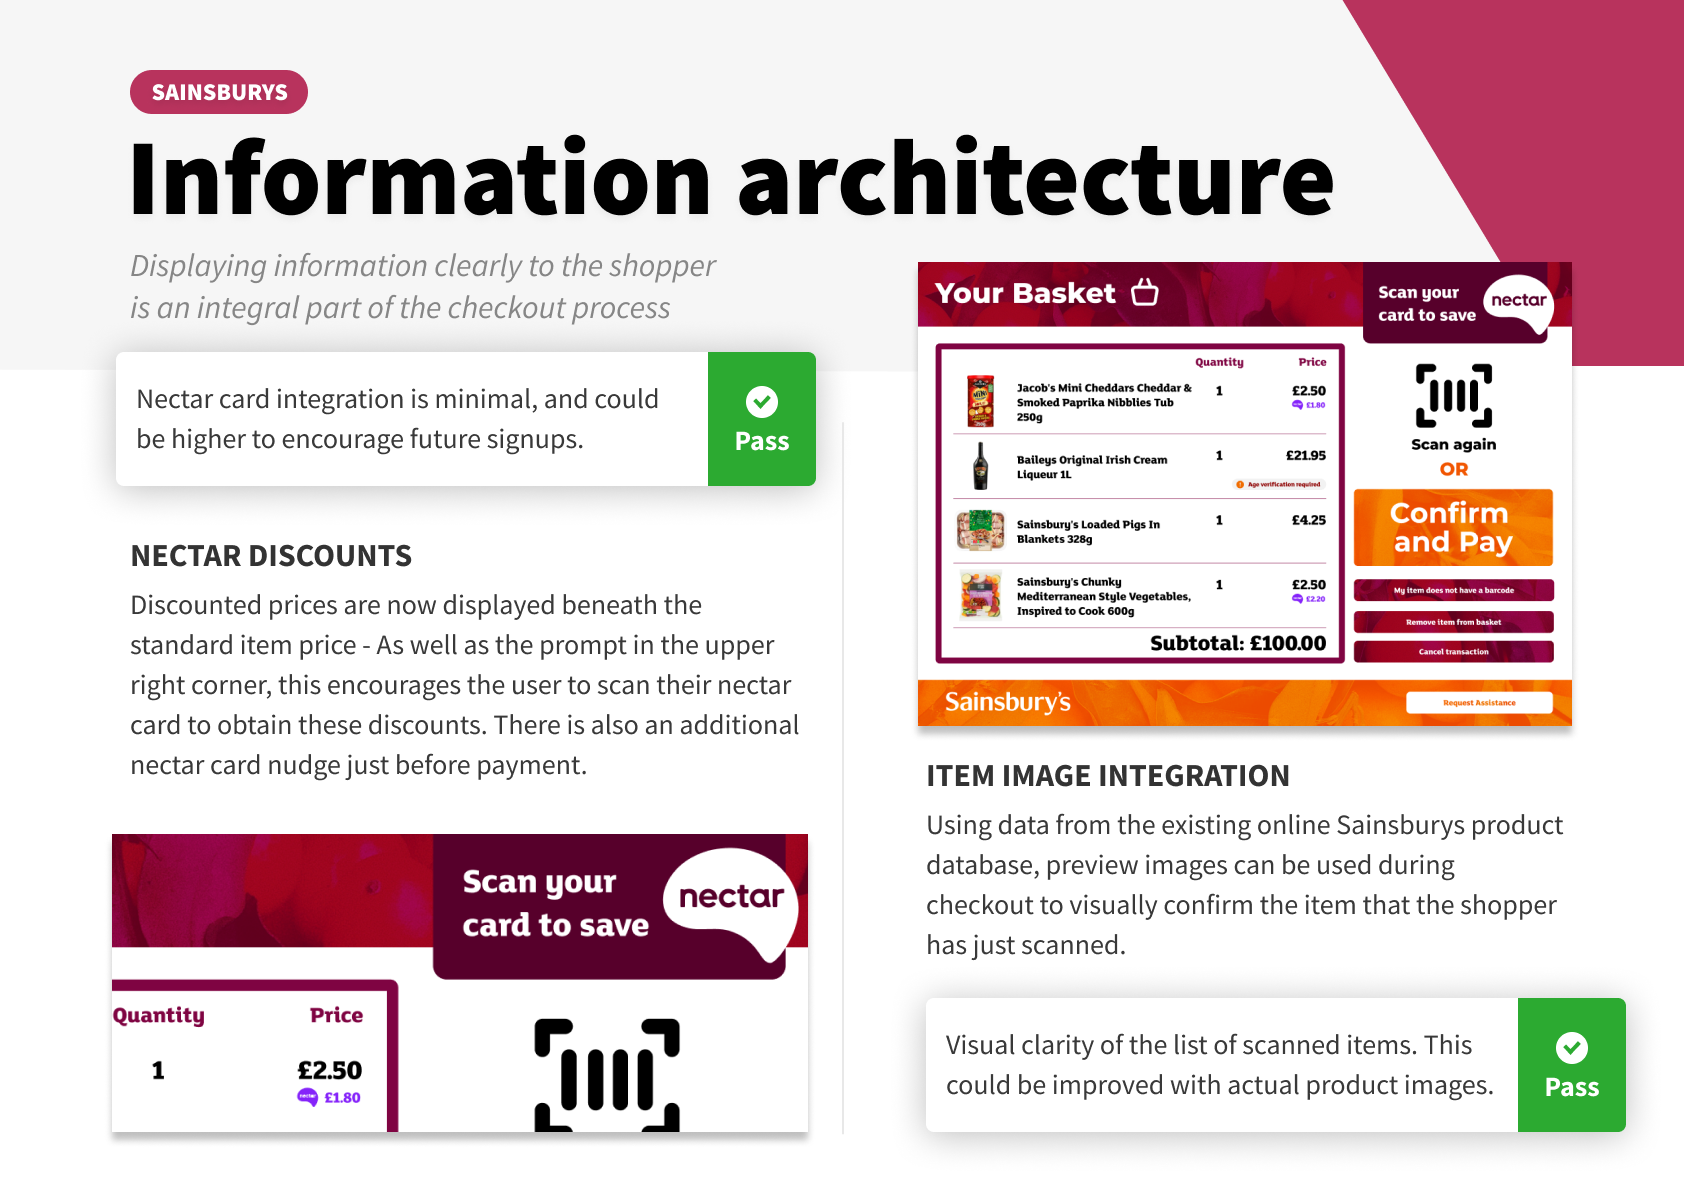 SAINSBURYS
Information architecture
Displaying information clearly to the shopper
is an integral part of the checkout process
Nectar card integration is minimal, and could
be higher to encourage future signups.
Pass
NECTAR DISCOUNTS
Discounted prices are now displayed beneath the
standard item price - As well as the prompt in the upper
right corner, this encourages the user to scan their nectar
card to obtain these discounts. There is also an additional
nectar card nudge just before payment.
Scan your
card to save
nectar
Quantity Price
1 £2.50
nectar £1.80
Your Basket
Scan your
card to save
nectar
Quantity Price
Jacob's Mini Cheddars Cheddar &
Smoked Paprika Nibblies Tub
250g
1 £2.50
£1.80
Baileys Original Irish Cream
Liqueur 1L
1 £21.95
Age verification required
Sainsbury's Loaded Pigs In
Blankets 328g
1 £4.25
Sainsbury's Chunky
Mediterranean Style Vegetables,
Inspired to Cook 600g
1 £2.50
£2.20
Subtotal: £100.00
Scan again
OR
Confirm
and Pay
My item does not have a barcode
Remove item from basket
Cancel transaction
Sainsbury's
Request Assistance
ITEM IMAGE INTEGRATION
Using data from the existing online Sainsburys product
database, preview images can be used during
checkout to visually confirm the item that the shopper
has just scanned.
Visual clarity of the list of scanned items. This
could be improved with actual product images.
Pass